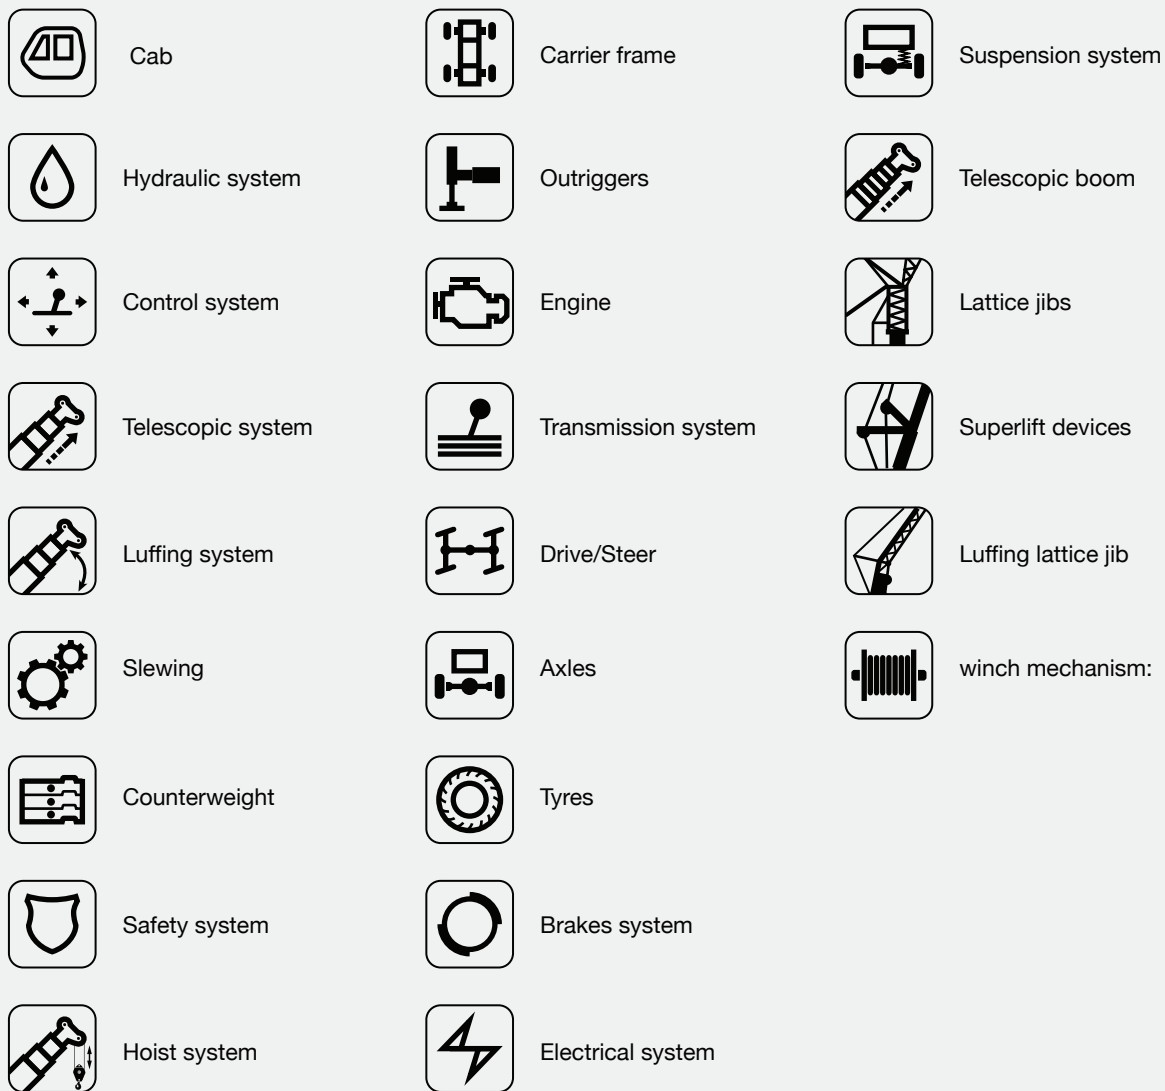 Cab
Hydraulic system
Control system
Telescopic system
Luffing system
Slewing
Counterweight
Safety system
Hoist system
Carrier frame
Outriggers
Engine
Transmission system
Drive/Steer
Axles
Tyres
Brakes system
Electrical system
Suspension system
Telescopic boom
Lattice jibs
Superlift devices
Luffing lattice jib
winch mechanism: